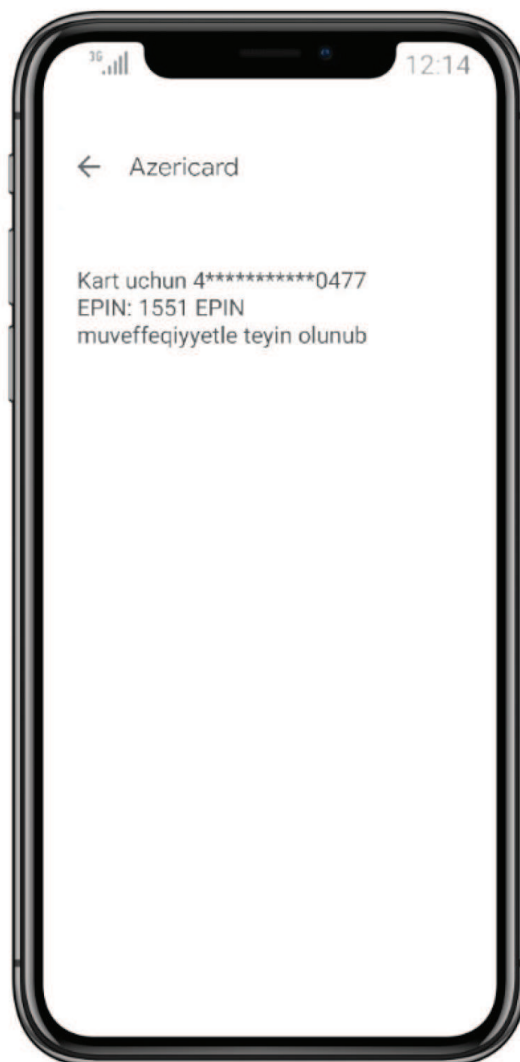 3G
12:14
← Azericard
Kart uchun 4***********0477
EPIN: 1551 EPIN
muveffeqiyyetle teyin olunub